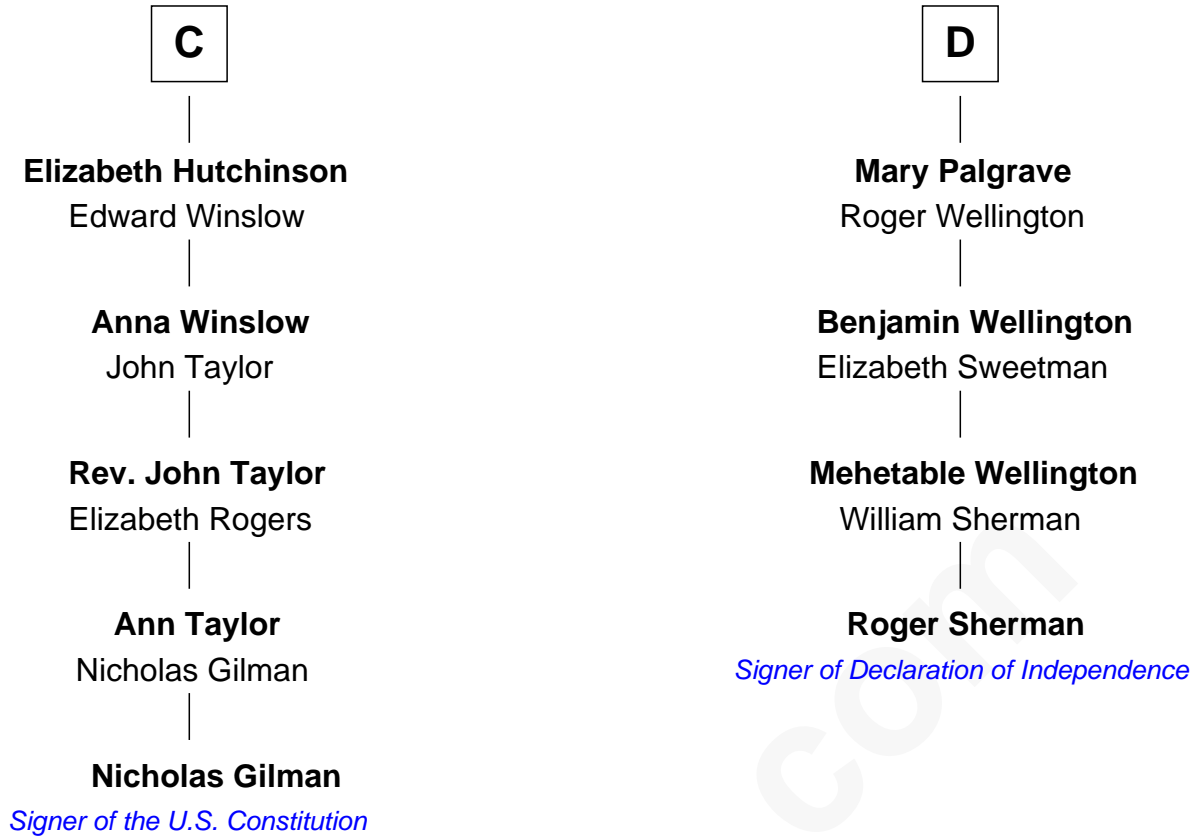 C
Elizabeth Hutchinson
Edward Winslow
Anna Winslow
John Taylor
Rev. John Taylor
Elizabeth Rogers
Ann Taylor
Nicholas Gilman
Nicholas Gilman
Signer of the U.S. Constitution
D
Mary Palgrave
Roger Wellington
Benjamin Wellington
Elizabeth Sweetman
Mehetable Wellington
William Sherman
Roger Sherman
Signer of Declaration of Independence
com